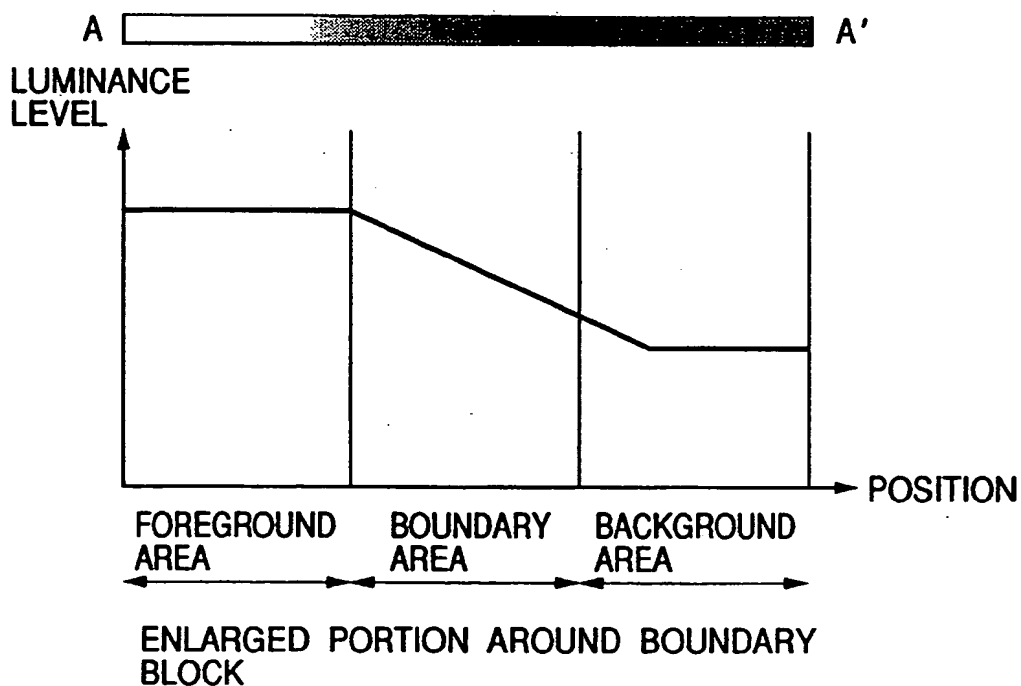 A A'
LUMINANCE
LEVEL
POSITION
FOREGROUND
AREA
BOUNDARY
AREA
BACKGROUND
AREA
ENLARGED PORTION AROUND BOUNDARY
BLOCK